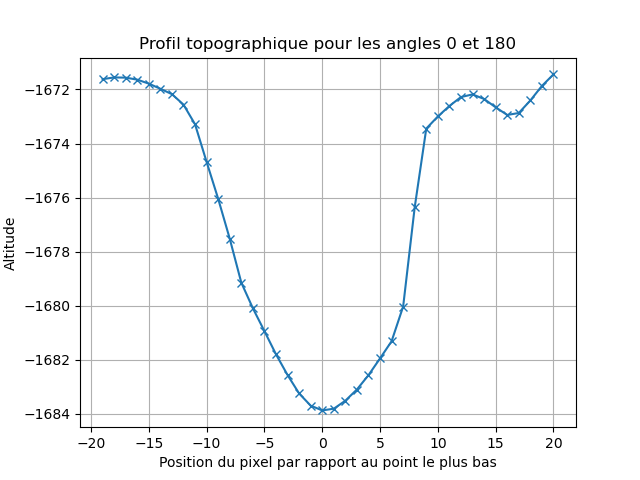 Profil topographique pour les angles 0 et 180
−1672
−1674
−1676
−1678
−1680
−1682
−1684
Altitude
−20 −15 −10 −5 0 5 10 15 20
Position du pixel par rapport au point le plus bas